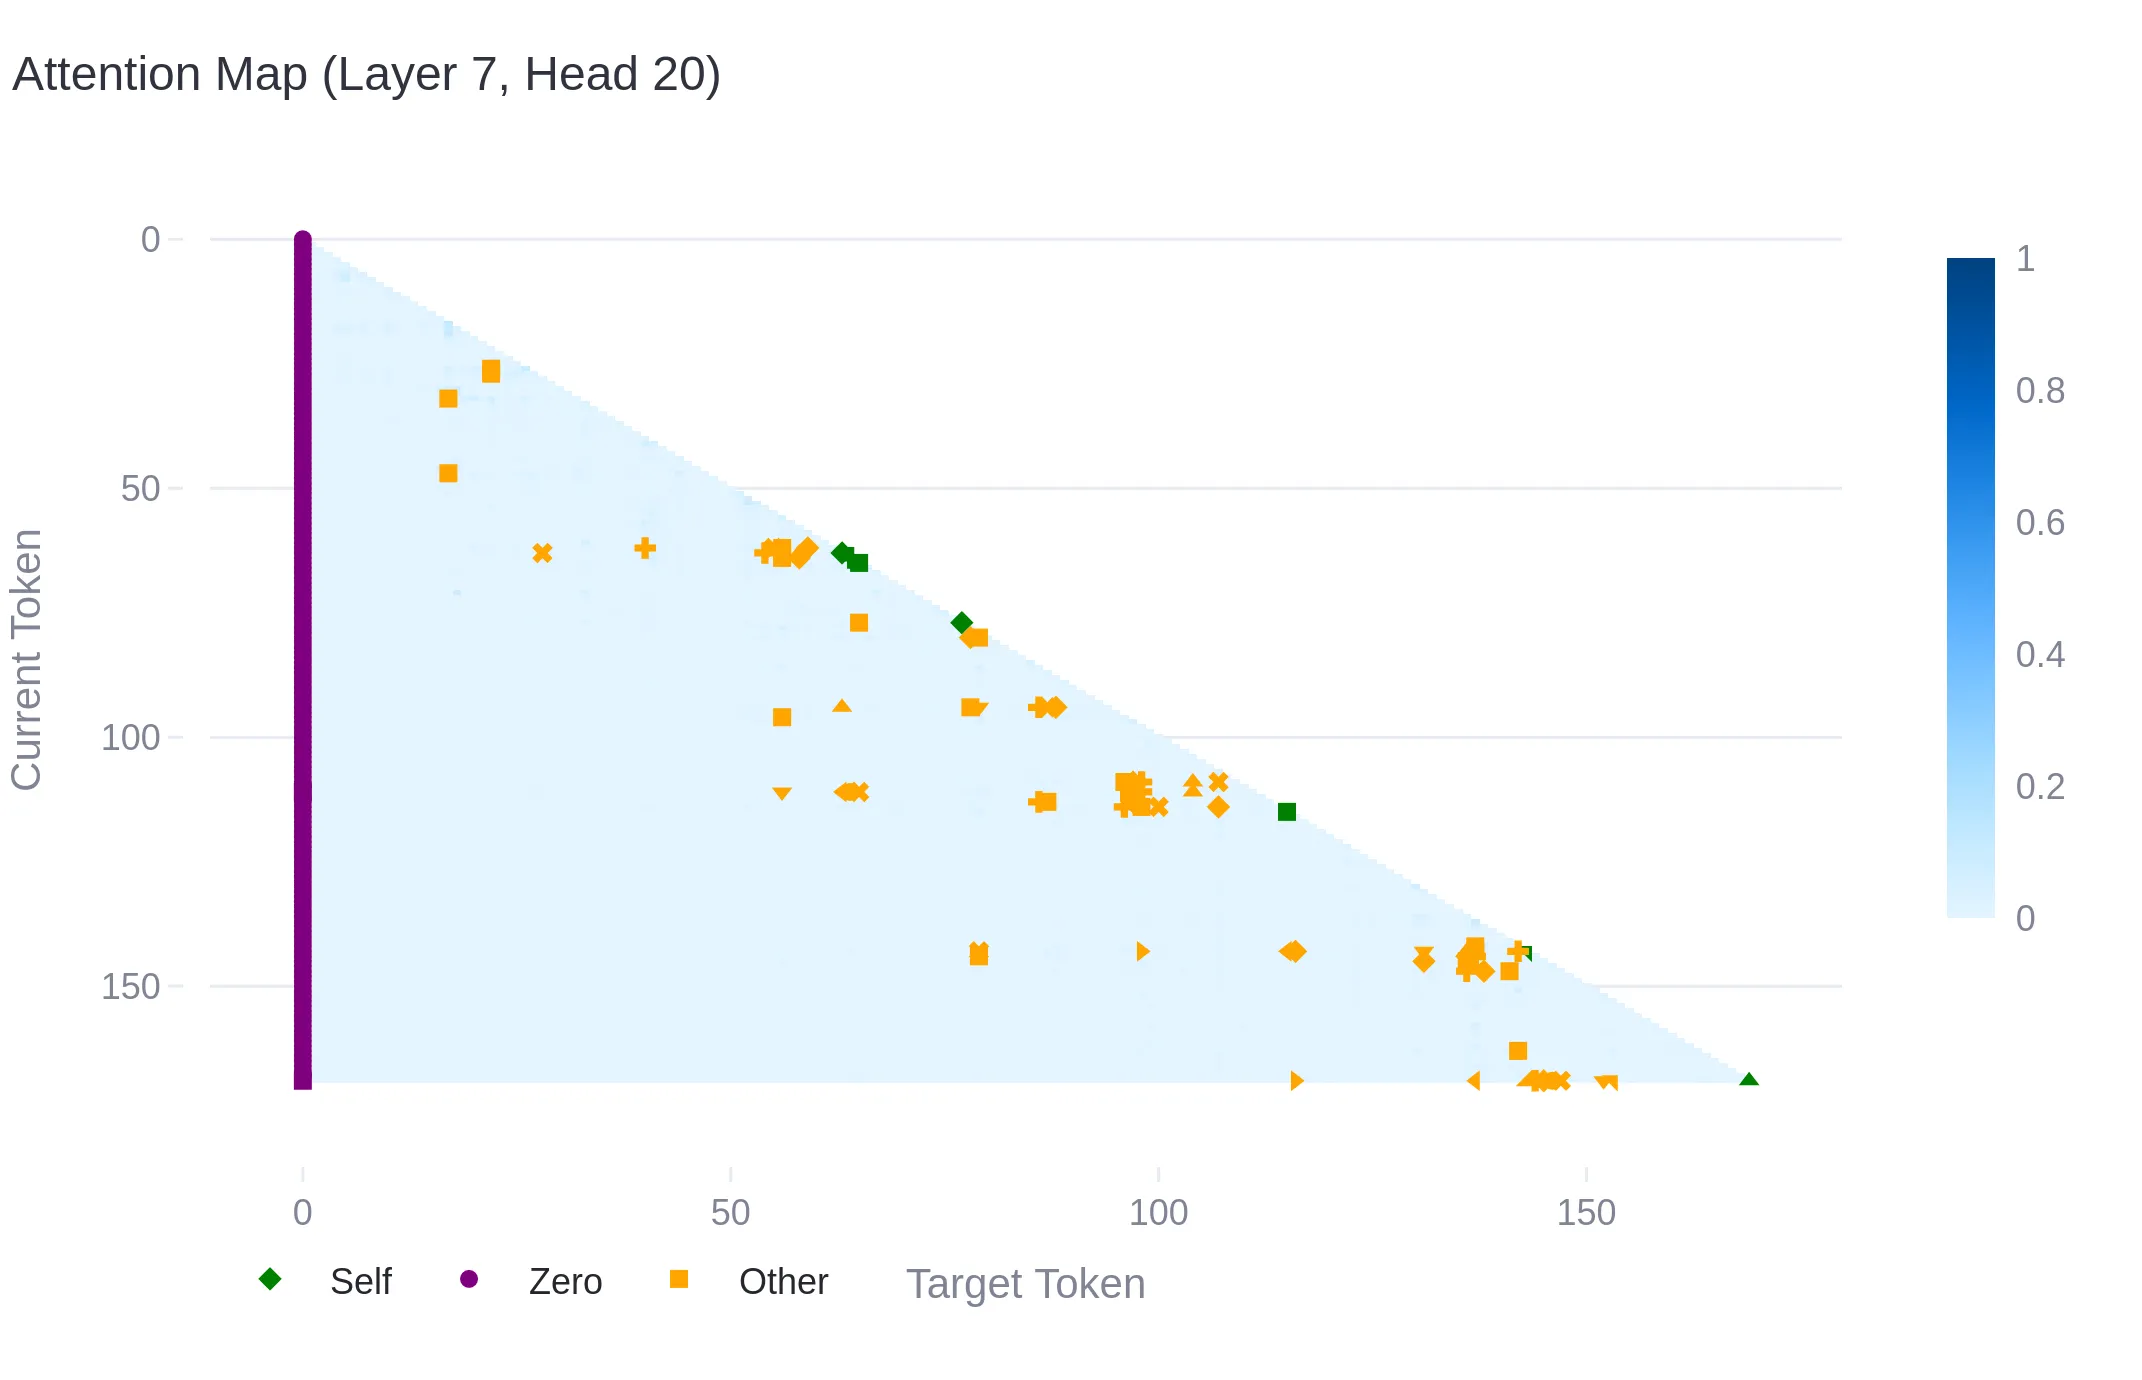 Attention Map (Layer 7, Head 20)
0
50
100
150
Current Token
0
50
100
150
Target Token
Self
Zero
Other
1
0.8
0.6
0.4
0.2
0